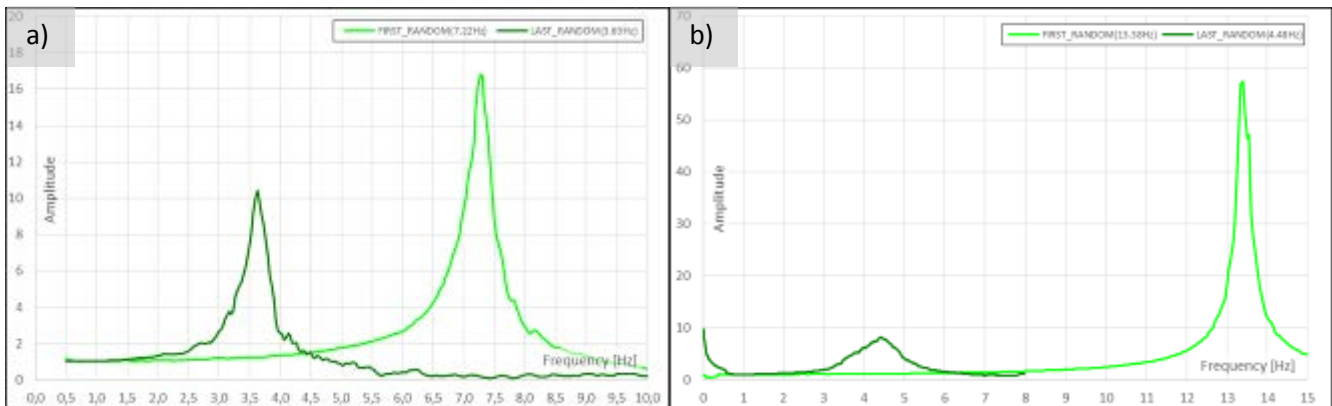 a)
FIRST_RANDOM(7.22Hz) LAST_RANDOM(3.63Hz)
20
18
16
14
12
10
8
6
4
2
0
Amplitude
Frequency [Hz]
0,0 0,5 1,0 1,5 2,0 2,5 3,0 3,5 4,0 4,5 5,0 5,5 6,0 6,5 7,0 7,5 8,0 8,5 9,0 9,5 10,0
b)
FIRST_RANDOM(13.38Hz) LAST_RANDOM(4.48Hz)
70
60
50
40
30
20
10
0
Amplitude
Frequency [Hz]
0 1 2 3 4 5 6 7 8 9 10 11 12 13 14 15